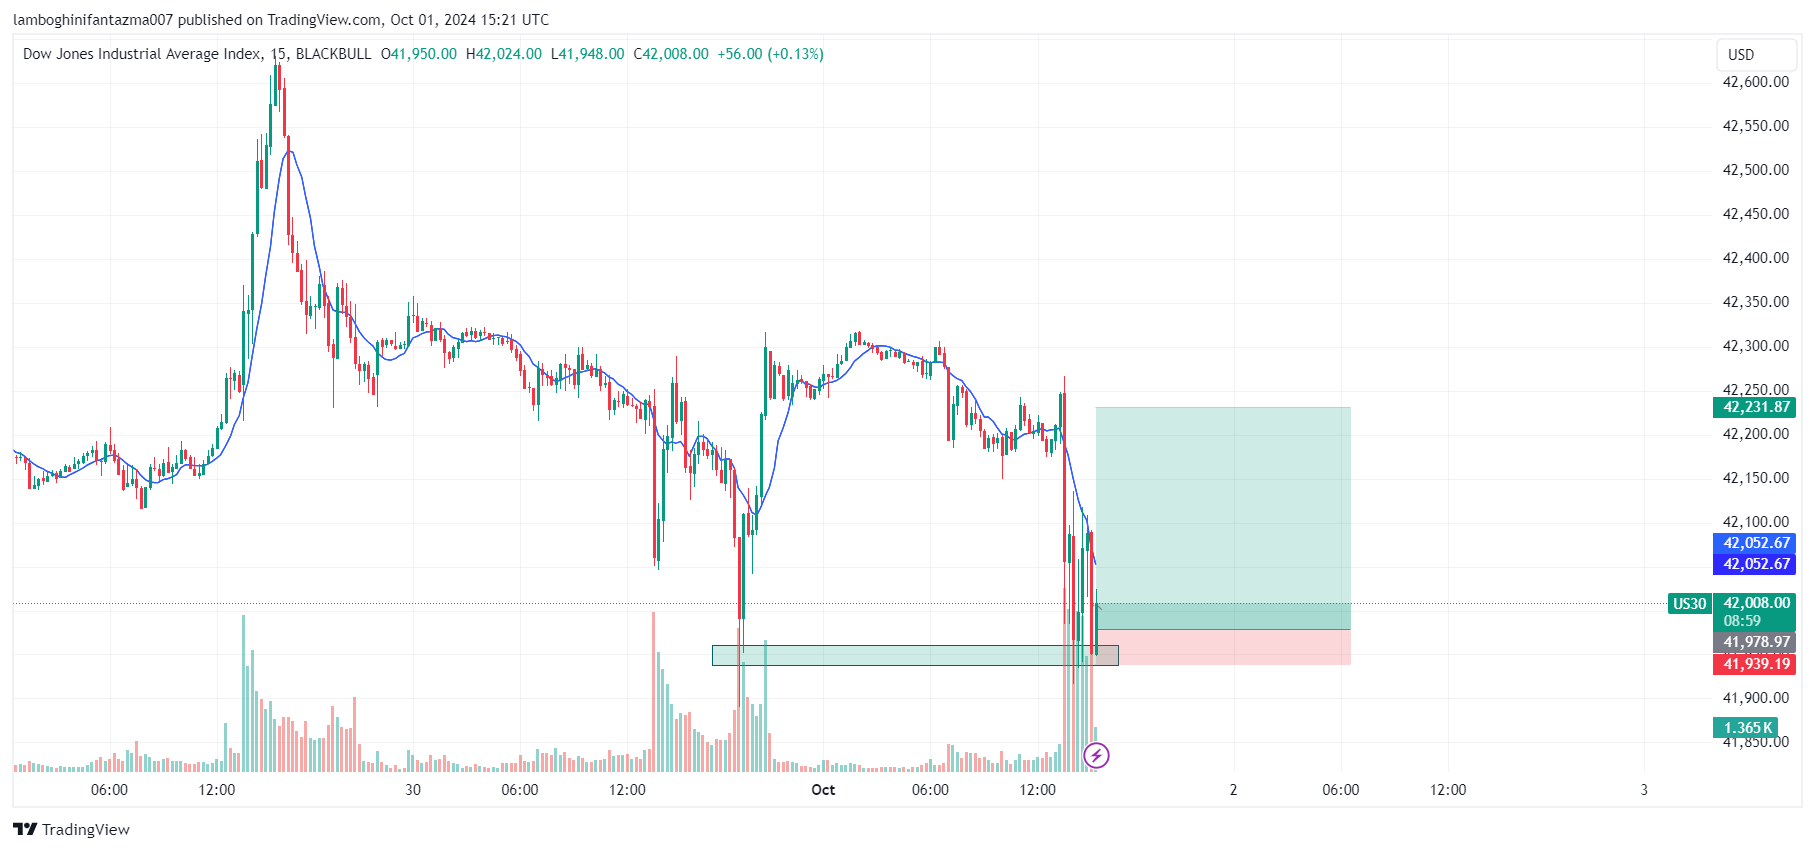 lamboghinifantazma007 published on TradingView.com, Oct 01, 2024 15:21 UTC
Dow Jones Industrial Average Index, 15, BLACKBULL O41,950.00 H42,024.00 L41,948.00 C42,008.00 +56.00 (+0.13%)
USD
42,600.00
42,550.00
42,500.00
42,450.00
42,400.00
42,350.00
42,300.00
42,250.00
42,231.87
42,200.00
42,150.00
42,100.00
42,052.67
42,052.67
US30 42,008.00
08:59
41,978.97
41,939.19
41,900.00
1.365 K
41,850.00
06:00 12:00 30 06:00 12:00 Oct 06:00 12:00 2 06:00 12:00 3
TradingView